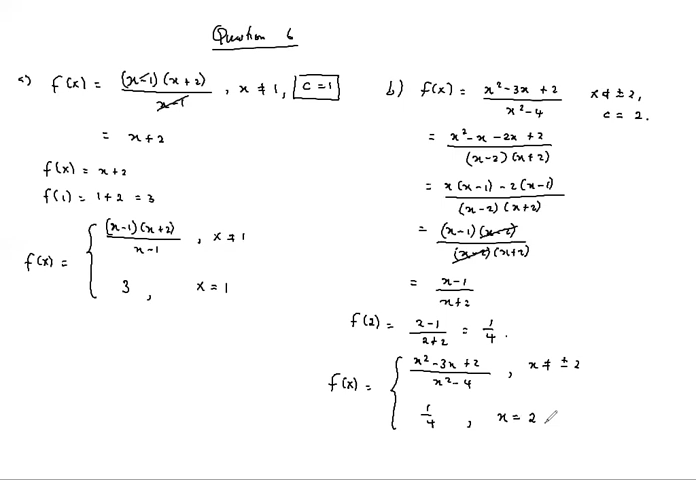 Question 6
a) f(x) = (x-1)(x+2) / x-1 , x ≠ 1, c = 1
= x+2
f(x) = x+2
f(1) = 1+2 = 3
f(x) = { (x-1)(x+2) / x-1 , x ≠ 1
3 , x = 1
b) f(x) = x²-3x+2 / x²-4 x ≠ ±2,
c = 2.
= x²-x-2x+2 / (x-2)(x+2)
= x(x-1)-2(x-1) / (x-2)(x+2)
= (x-1)(x-2) / (x-2)(x+2)
= x-1 / x+2
f(2) = 2-1 / 2+2 = 1/4 .
f(x) = { x²-3x+2 / x²-4 , x ≠ ±2
1/4 , x = 2